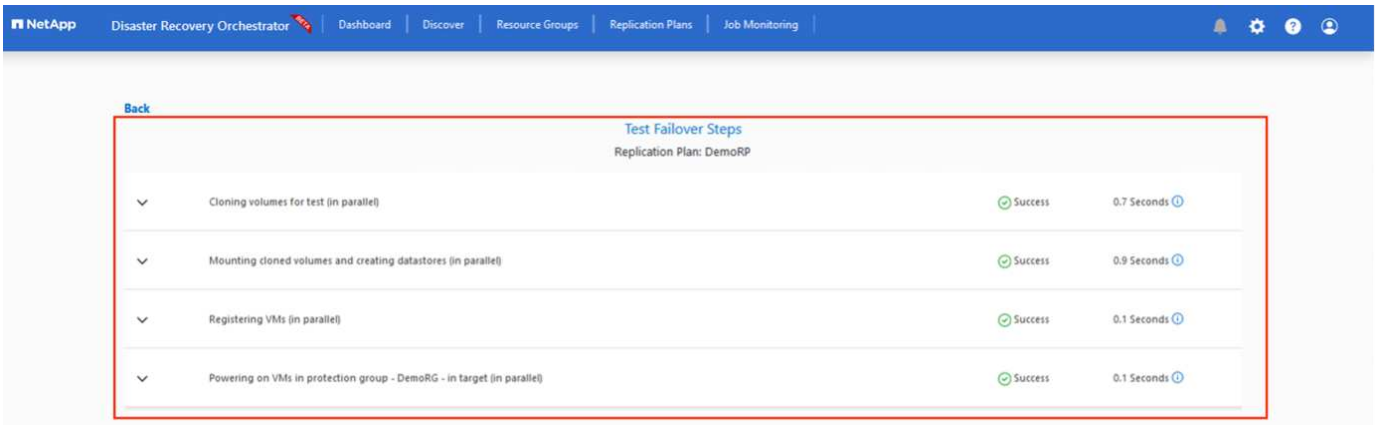 NetApp Disaster Recovery Orchestrator Dashboard Discover Resource Groups Replication Plans Job Monitoring
Back
Test Failover Steps
Replication Plan: DemoRP
Cloning volumes for test (in parallel) Success 0.7 Seconds
Mounting cloned volumes and creating datastores (in parallel) Success 0.9 Seconds
Registering VMs (in parallel) Success 0.1 Seconds
Powering on VMs in protection group - DemoRG - in target (in parallel) Success 0.1 Seconds